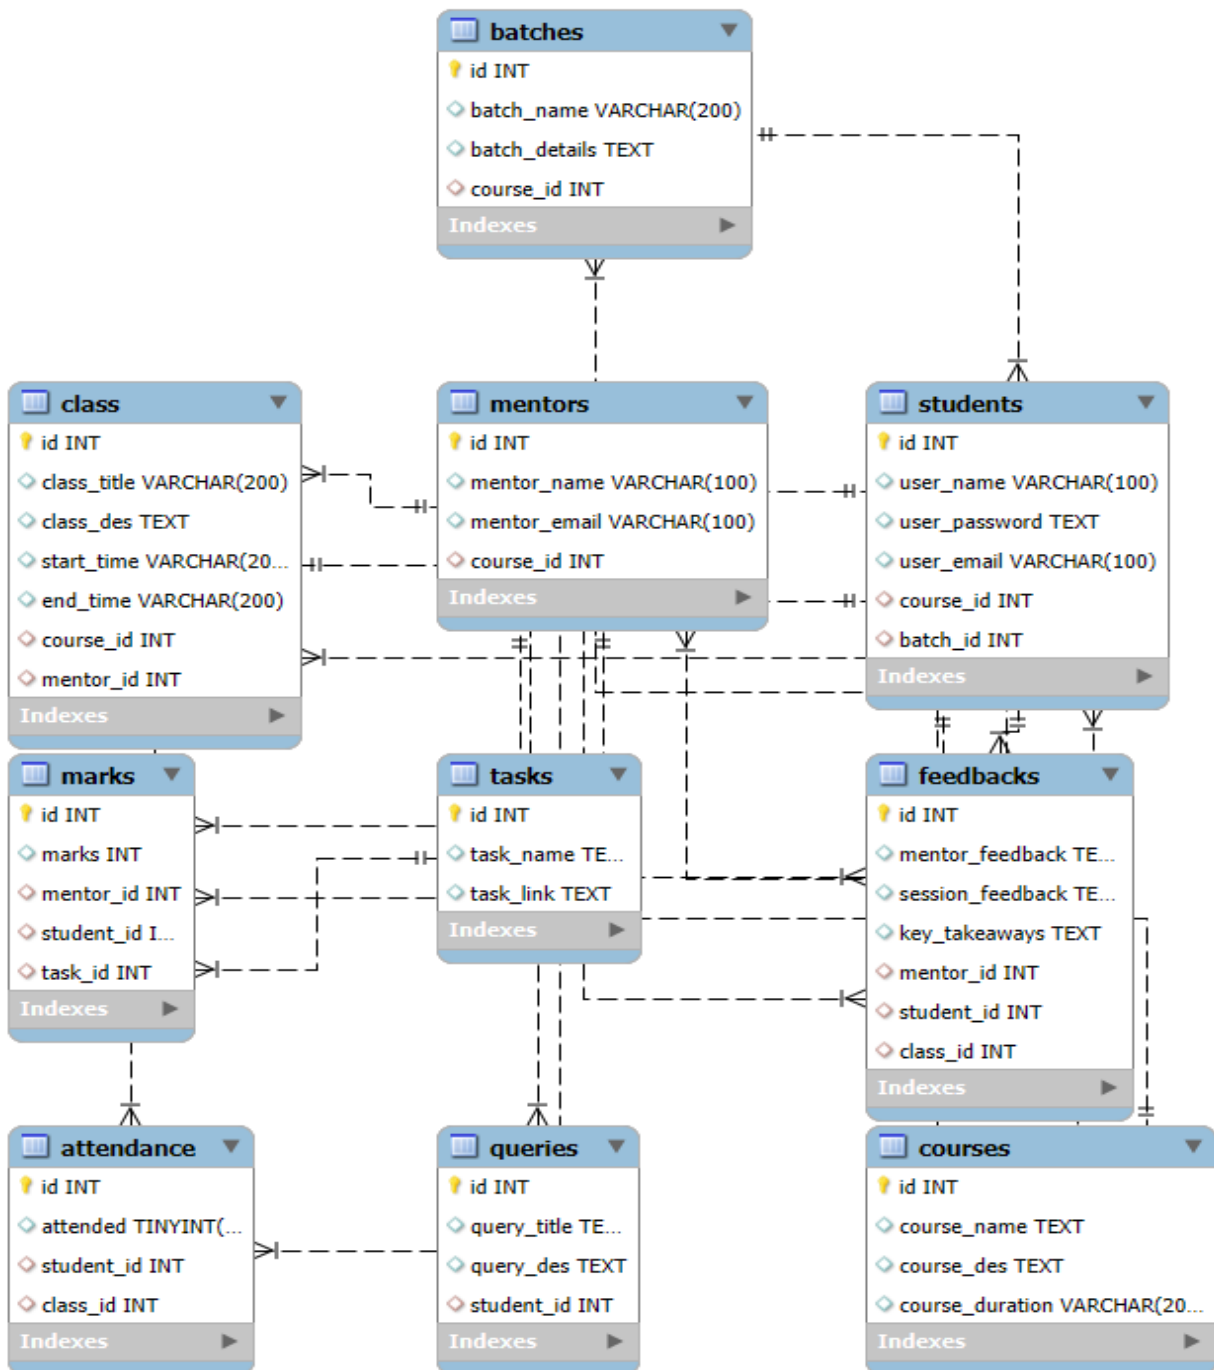 batches
id INT
batch_name VARCHAR(200)
batch_details TEXT
course_id INT
Indexes
class
id INT
class_title VARCHAR(200)
class_des TEXT
start_time VARCHAR(20...
end_time VARCHAR(200)
course_id INT
mentor_id INT
Indexes
mentors
id INT
mentor_name VARCHAR(100)
mentor_email VARCHAR(100)
course_id INT
Indexes
students
id INT
user_name VARCHAR(100)
user_password TEXT
user_email VARCHAR(100)
course_id INT
batch_id INT
Indexes
marks
id INT
marks INT
mentor_id INT
student_id I...
task_id INT
Indexes
tasks
id INT
task_name TE...
task_link TEXT
Indexes
feedbacks
id INT
mentor_feedback TE...
session_feedback TE...
key_takeaways TEXT
mentor_id INT
student_id INT
class_id INT
Indexes
attendance
id INT
attended TINYINT(...
student_id INT
class_id INT
Indexes
queries
id INT
query_title TE...
query_des TEXT
student_id INT
Indexes
courses
id INT
course_name TEXT
course_des TEXT
course_duration VARCHAR(20...
Indexes